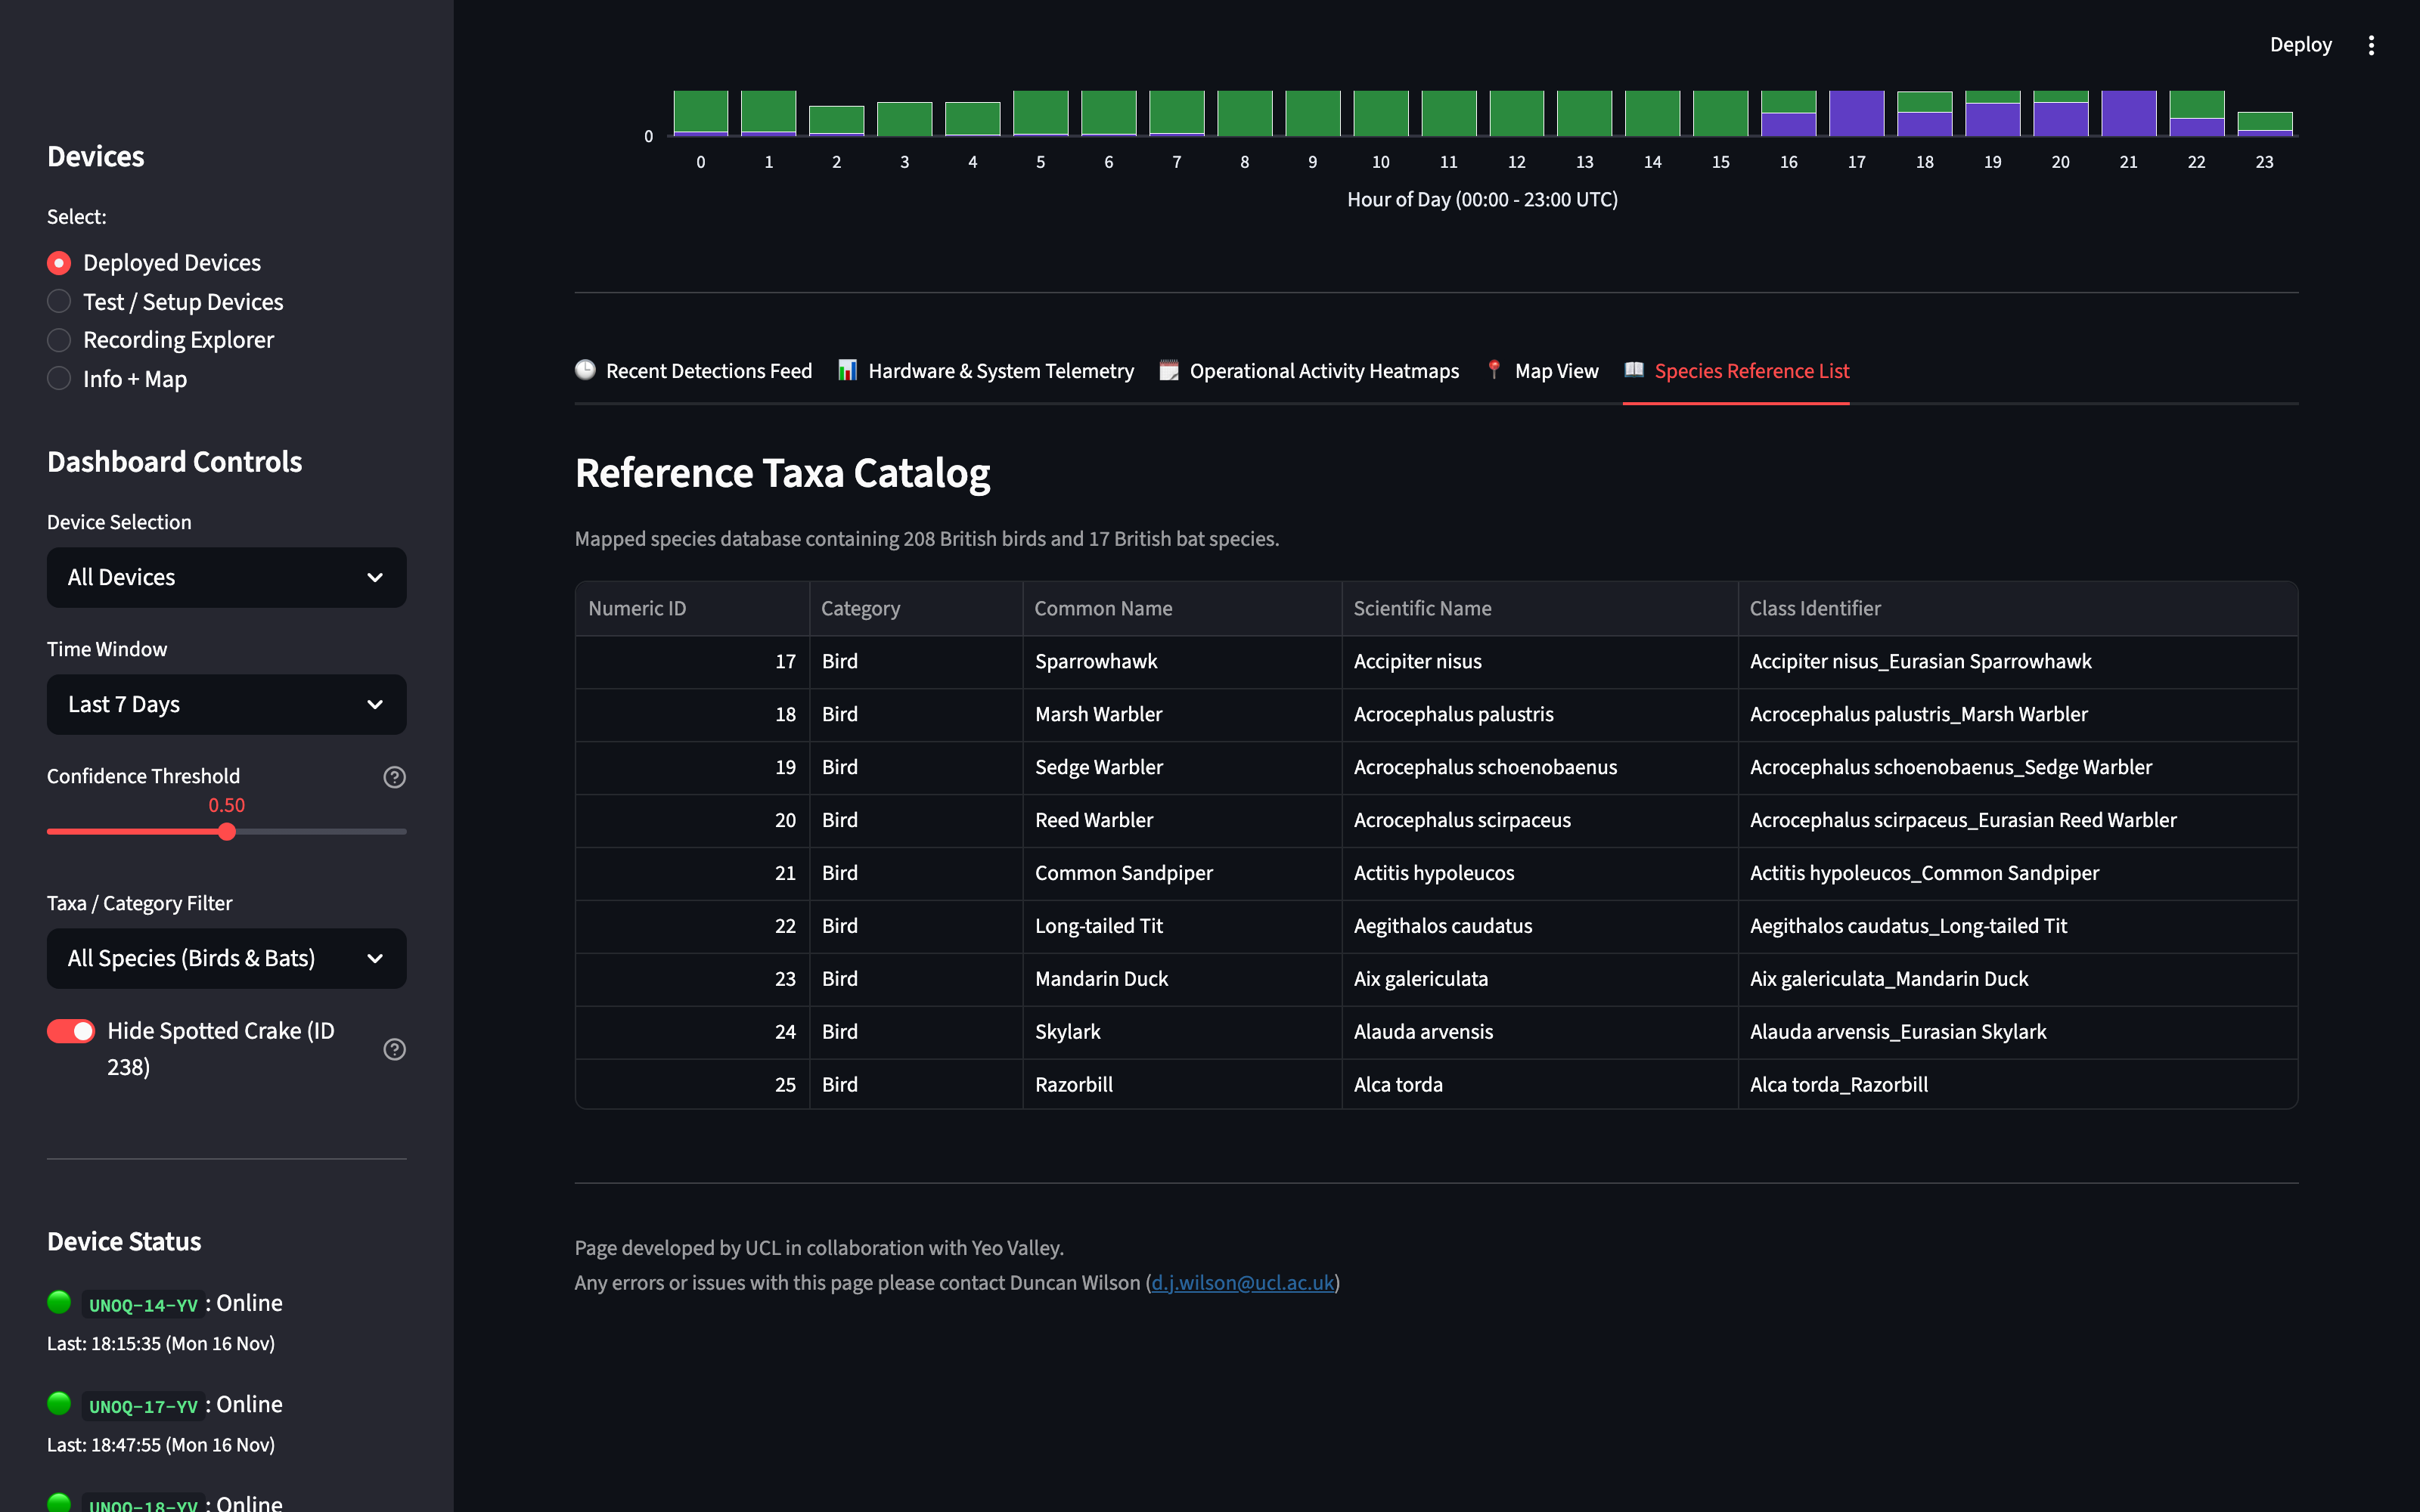 Deploy
Devices
Select:
Deployed Devices
Test / Setup Devices
Recording Explorer
Info + Map
Dashboard Controls
Device Selection
All Devices
Time Window
Last 7 Days
Confidence Threshold
0.50
Taxa / Category Filter
All Species (Birds & Bats)
Hide Spotted Crake (ID
238)
Device Status
UNOQ-14-YV : Online
Last: 18:15:35 (Mon 16 Nov)
UNOQ-17-YV : Online
Last: 18:47:55 (Mon 16 Nov)
UNOQ-18-YV : Online
0
0 1 2 3 4 5 6 7 8 9 10 11 12 13 14 15 16 17 18 19 20 21 22 23
Hour of Day (00:00 - 23:00 UTC)
Recent Detections Feed Hardware & System Telemetry Operational Activity Heatmaps Map View Species Reference List
Reference Taxa Catalog
Mapped species database containing 208 British birds and 17 British bat species.
Numeric ID Category Common Name Scientific Name Class Identifier
17 Bird Sparrowhawk Accipiter nisus Accipiter nisus_Eurasian Sparrowhawk
18 Bird Marsh Warbler Acrocephalus palustris Acrocephalus palustris_Marsh Warbler
19 Bird Sedge Warbler Acrocephalus schoenobaenus Acrocephalus schoenobaenus_Sedge Warbler
20 Bird Reed Warbler Acrocephalus scirpaceus Acrocephalus scirpaceus_Eurasian Reed Warbler
21 Bird Common Sandpiper Actitis hypoleucos Actitis hypoleucos_Common Sandpiper
22 Bird Long-tailed Tit Aegithalos caudatus Aegithalos caudatus_Long-tailed Tit
23 Bird Mandarin Duck Aix galericulata Aix galericulata_Mandarin Duck
24 Bird Skylark Alauda arvensis Alauda arvensis_Eurasian Skylark
25 Bird Razorbill Alca torda Alca torda_Razorbill
Page developed by UCL in collaboration with Yeo Valley.
Any errors or issues with this page please contact Duncan Wilson (d.j.wilson@ucl.ac.uk)